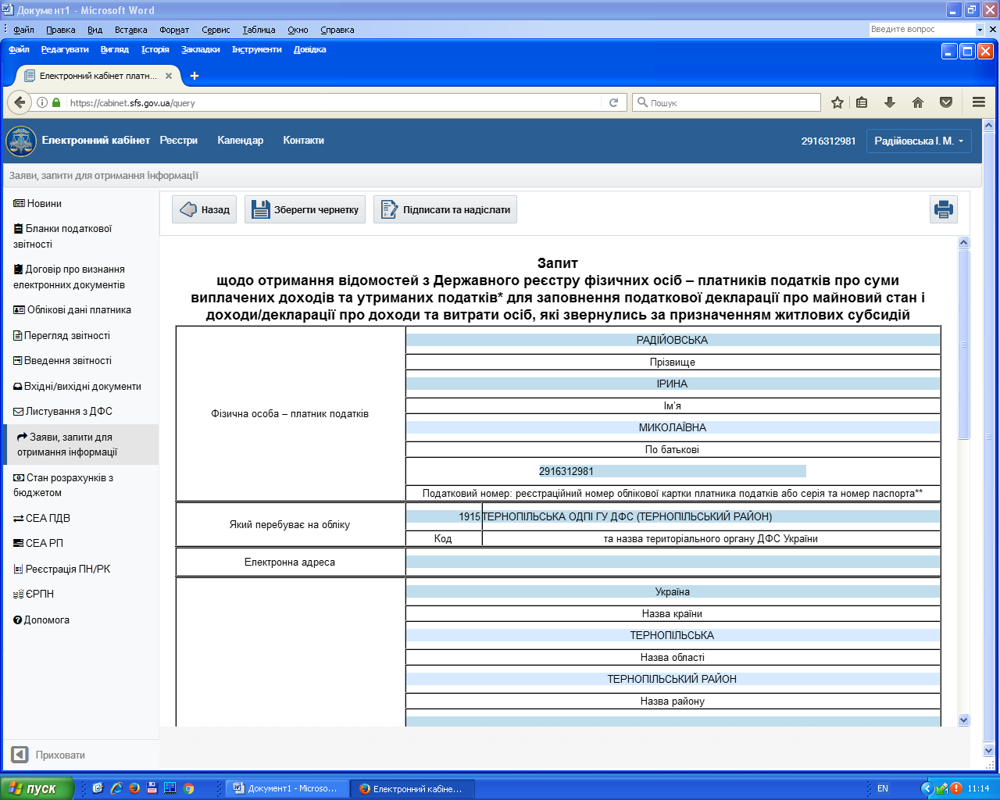 Документ1 - Microsoft Word
Файл Правка Вид Вставка Формат Сервис Таблица Окно Справка
Введите вопрос
Файл Редагувати Вигляд Історія Закладки Інструменти Довідка
Електронний кабінет платн...
https://cabinet.sfs.gov.ua/query
Пошук
Електронний кабінет Реєстри Календар Контакти
2916312981 Радійовська І. М.
Заяви, запити для отримання інформації
Новини
Бланки податкової
звітності
Договір про визнання
електронних документів
Облікові дані платника
Перегляд звітності
Введення звітності
Вхідні/вихідні документи
Листування з ДФС
Заяви, запити для
отримання інформації
Стан розрахунків з
бюджетом
СЕА ПДВ
СЕА РП
Реєстрація ПН/РК
ЄРПН
Допомога
Приховати
Назад
Зберегти чернетку
Підписати та надіслати
Запит
щодо отримання відомостей з Державного реєстру фізичних осіб – платників податків про суми
виплачених доходів та утриманих податків* для заповнення податкової декларації про майновий стан і
доходи/декларації про доходи та витрати осіб, які звернулись за призначенням житлових субсидій
Фізична особа – платник податків
РАДІЙОВСЬКА
Прізвище
ІРИНА
Ім’я
МИКОЛАЇВНА
По батькові
2916312981
Податковий номер: реєстраційний номер облікової картки платника податків або серія та номер паспорта**
Який перебуває на обліку
1915 ТЕРНОПІЛЬСЬКА ОДПІ ГУ ДФС (ТЕРНОПІЛЬСЬКИЙ РАЙОН)
Код
та назва територіального органу ДФС України
Електронна адреса
Україна
Назва країни
ТЕРНОПІЛЬСЬКА
Назва області
ТЕРНОПІЛЬСЬКИЙ РАЙОН
Назва району
пуск
Документ1 - Microso...
Електронний кабіне...
EN
11:14